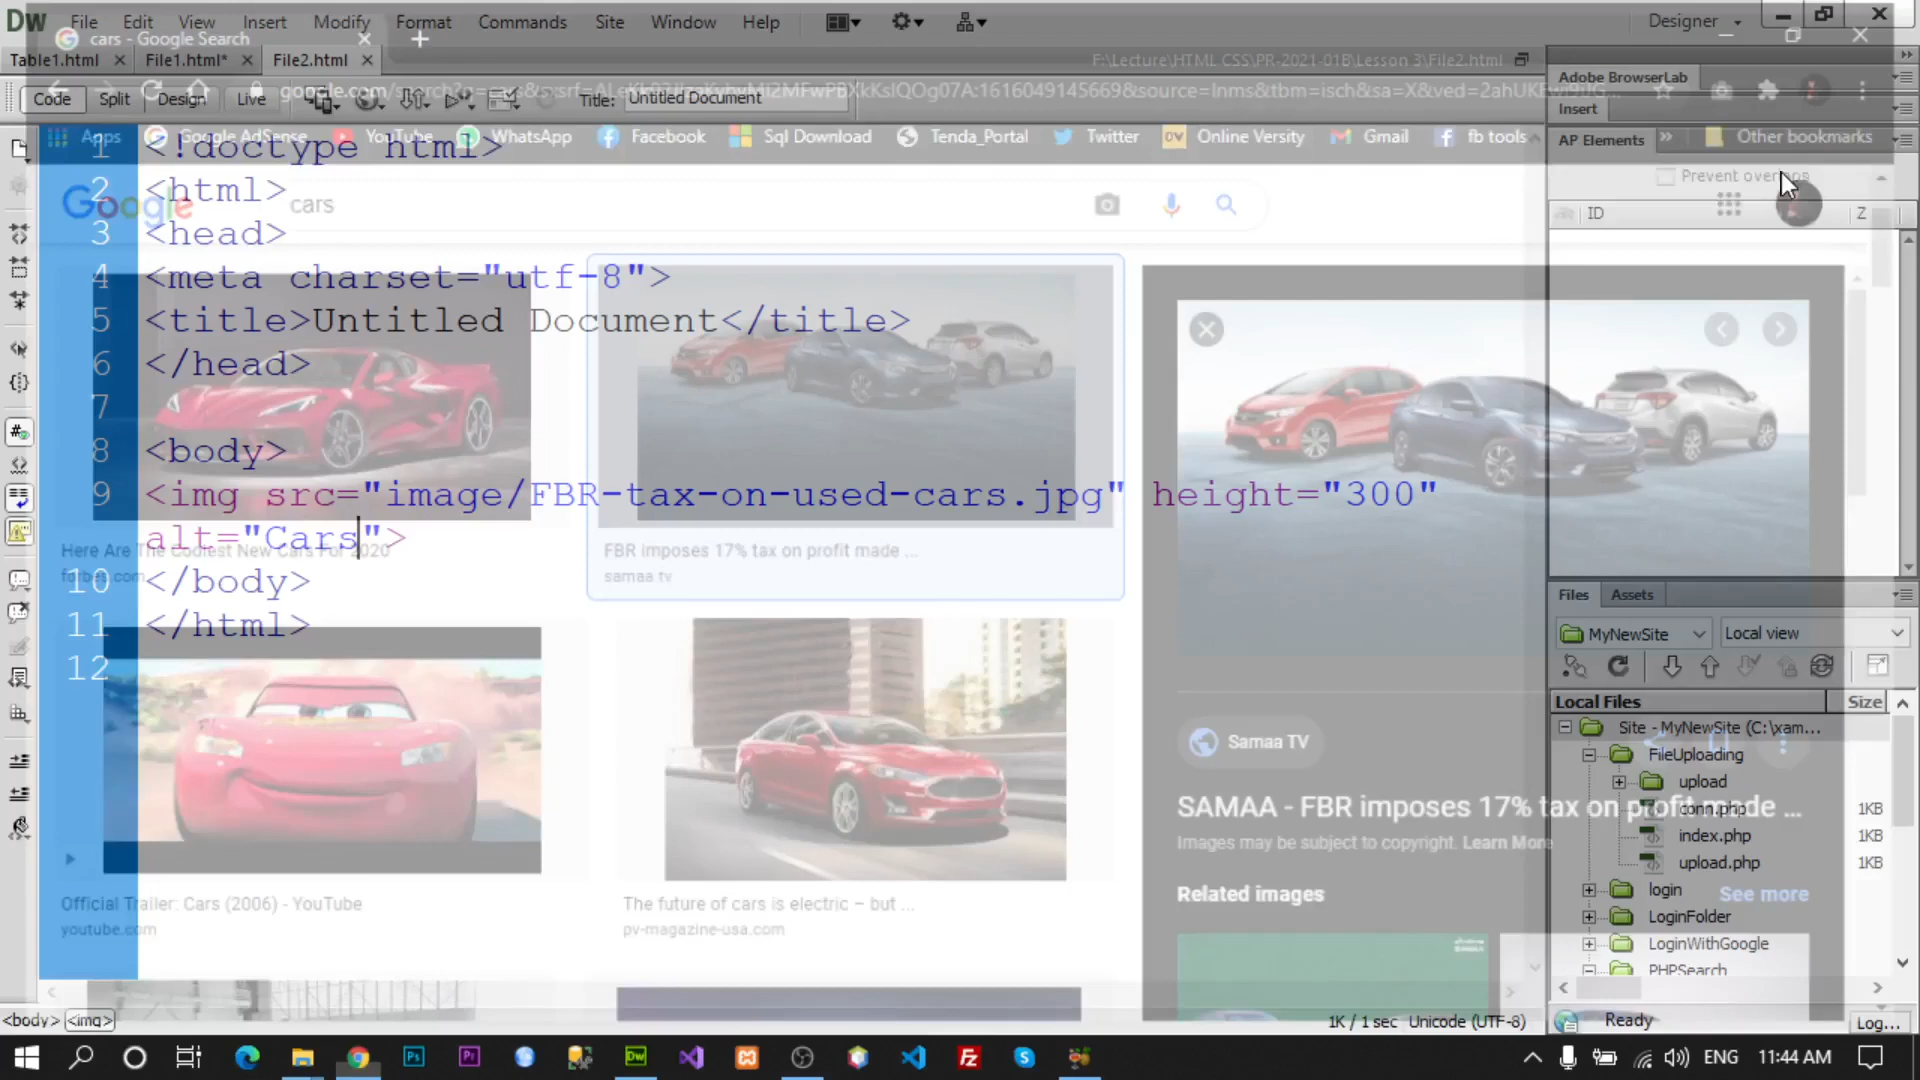 Dw File Edit View Insert Modify Format Commands Site Window Help Designer
cars - Google Search
Table1.html File1.html* File2.html F:\Lecture\HTML CSS\PR-2021-01B\Lesson 3\File2.html
Code Split Design Live Title: Untitled Document
Apps Google AdSense YouTube WhatsApp Facebook Sql Download Tenda_Portal Twitter Online Versity Gmail fb tools Other bookmarks
Google cars
1 <!doctype html>
2 <html>
3 <head>
4 <meta charset="utf-8">
5 <title>Untitled Document</title>
6 </head>
7
8 <body>
9 <img src="image/FBR-tax-on-used-cars.jpg" height="300"
alt="Cars">
10 </body>
11 </html>
12
Here Are The Coolest New Cars For 2020
forbes.com
FBR imposes 17% tax on profit made ...
samaa.tv
Official Trailer: Cars (2006) - YouTube
youtube.com
The future of cars is electric – but ...
pv-magazine-usa.com
Samaa TV
SAMAA - FBR imposes 17% tax on profit made ...
Images may be subject to copyright. Learn More
Related images
See more
Adobe BrowserLab
Insert
AP Elements
Prevent overlaps
ID Z
Files Assets
MyNewSite Local view
Local Files Size
Site - MyNewSite (C:\xam...
FileUploading
upload
conn.php 1KB
index.php 1KB
upload.php 1KB
login
LoginFolder
LoginWithGoogle
PHPSearch
<body> <img> 1K / 1 sec Unicode (UTF-8) Ready Log...
Ps Pr Dw Fz ENG 11:44 AM